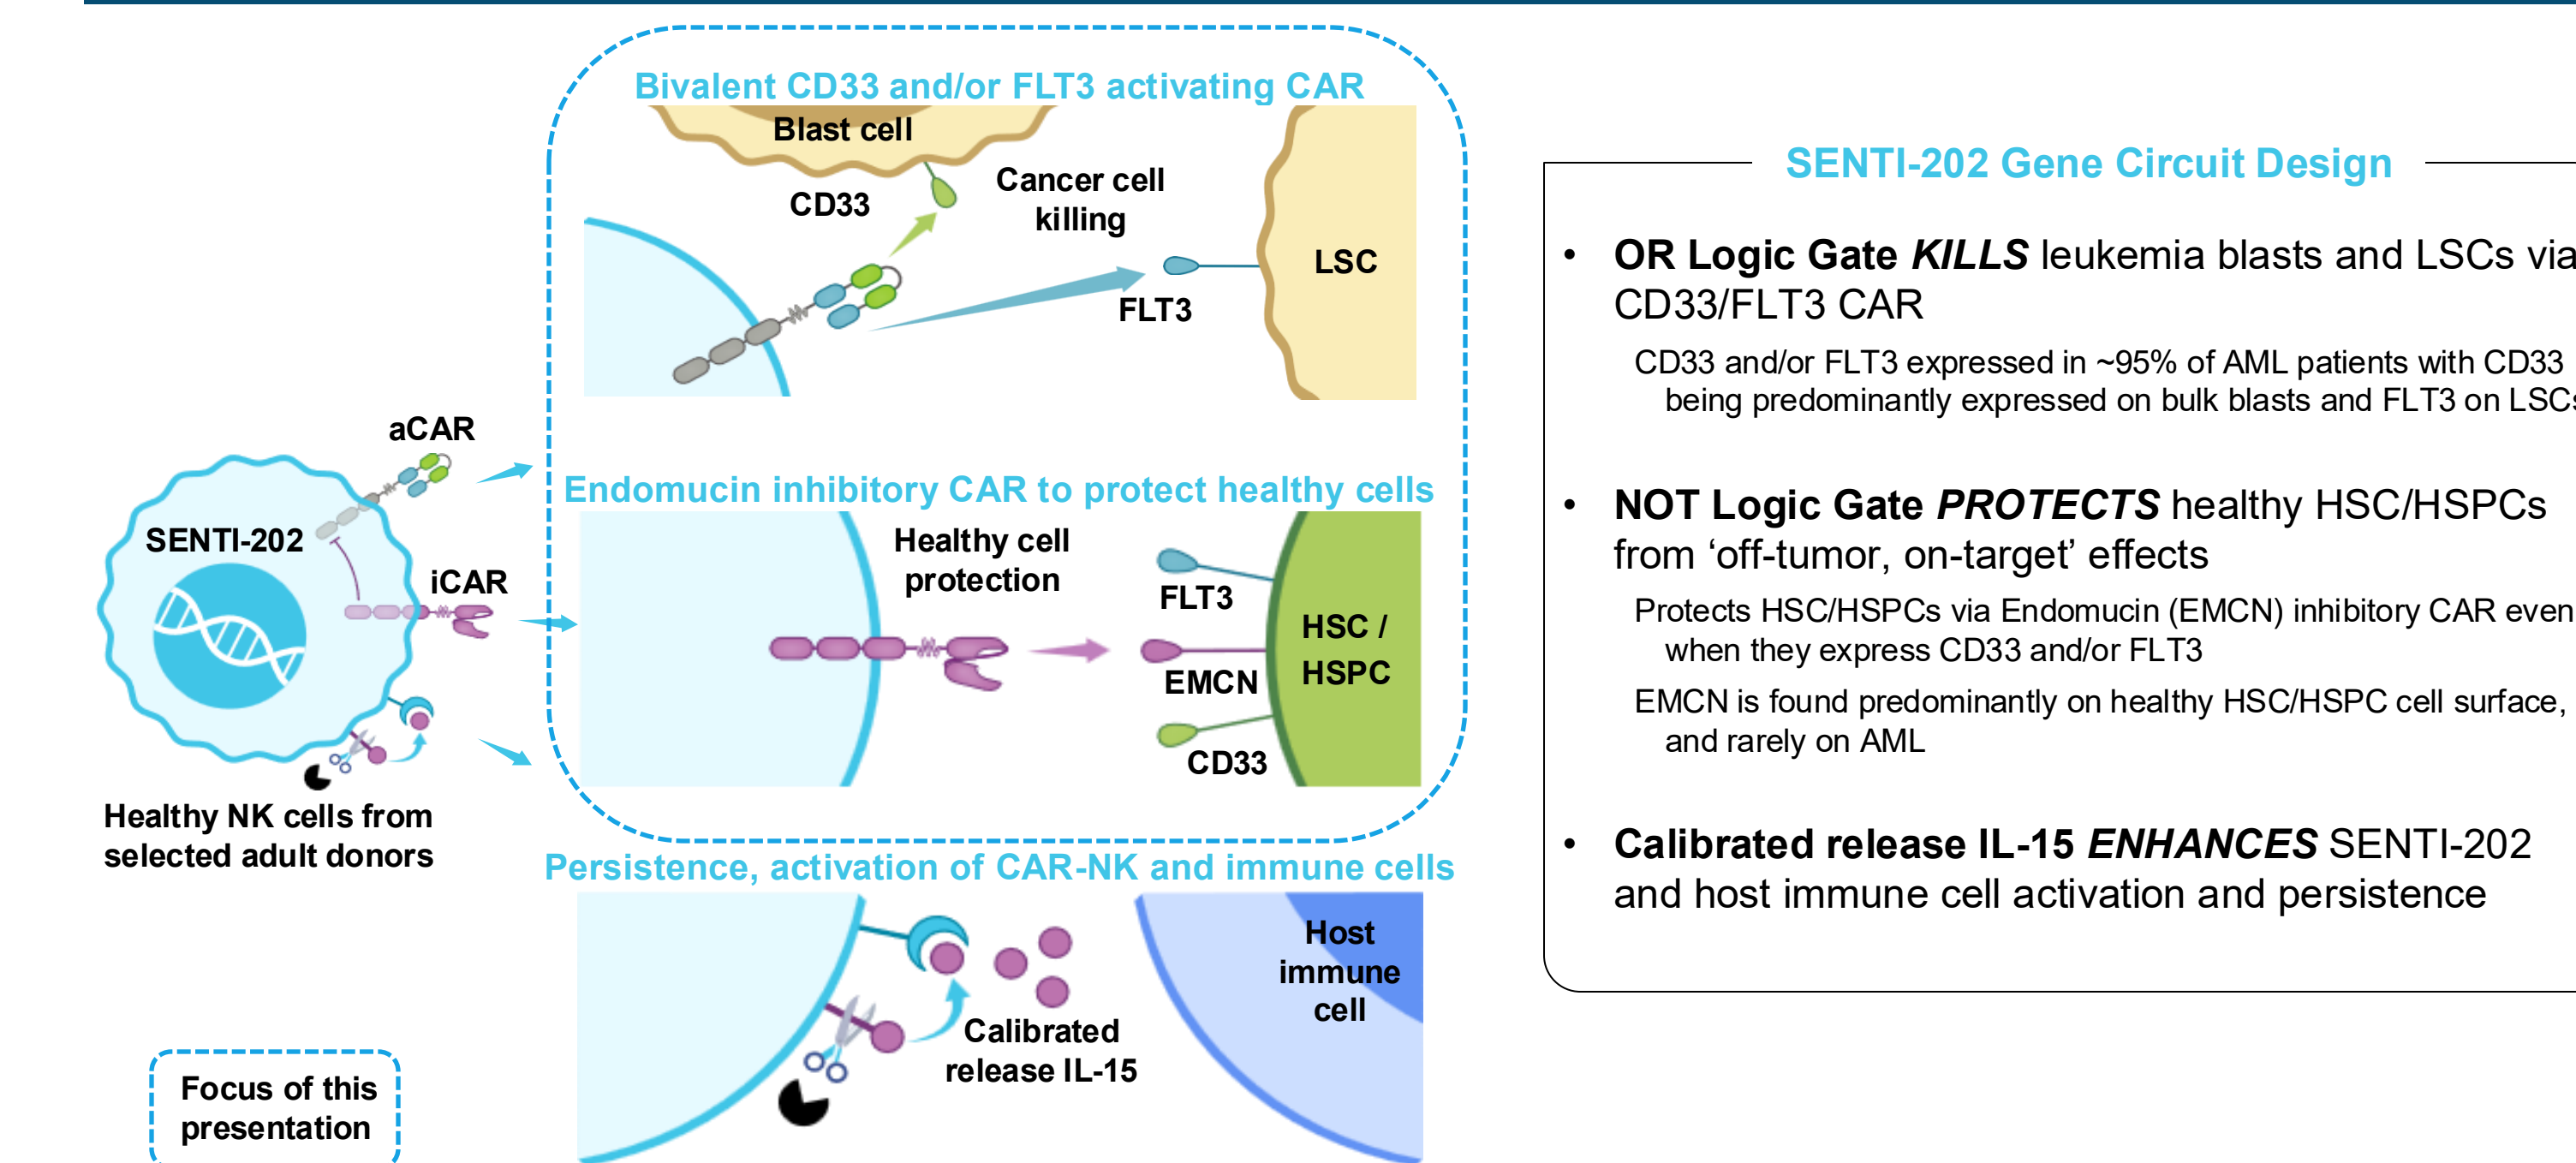 Bivalent CD33 and/or FLT3 activating CAR
Blast cell
CD33
Cancer cell
killing
FLT3
LSC
aCAR
SENTI-202
iCAR
Healthy NK cells from
selected adult donors
Endomucin inhibitory CAR to protect healthy cells
Healthy cell
protection
FLT3
EMCN
CD33
HSC /
HSPC
Persistence, activation of CAR-NK and immune cells
Calibrated
release IL-15
Host
immune
cell
Focus of this
presentation
SENTI-202 Gene Circuit Design
• OR Logic Gate KILLS leukemia blasts and LSCs via
CD33/FLT3 CAR
CD33 and/or FLT3 expressed in ~95% of AML patients with CD33
being predominantly expressed on bulk blasts and FLT3 on LSCs
• NOT Logic Gate PROTECTS healthy HSC/HSPCs
from ‘off-tumor, on-target’ effects
Protects HSC/HSPCs via Endomucin (EMCN) inhibitory CAR even
when they express CD33 and/or FLT3
EMCN is found predominantly on healthy HSC/HSPC cell surface,
and rarely on AML
• Calibrated release IL-15 ENHANCES SENTI-202
and host immune cell activation and persistence